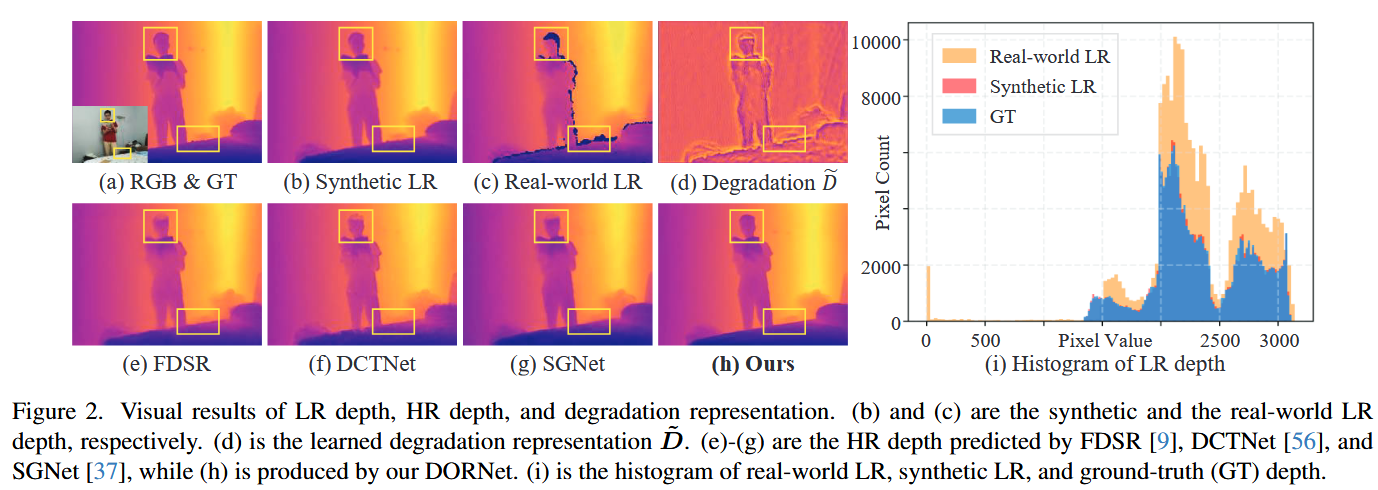 (a) RGB & GT
(b) Synthetic LR
(c) Real-world LR
(d) Degradation D̃
(e) FDSR
(f) DCTNet
(g) SGNet
(h) Ours
10000
8000
2000
0
Pixel Count
Real-world LR
Synthetic LR
GT
0
500
Pixel Value
2500
3000
(i) Histogram of LR depth
Figure 2. Visual results of LR depth, HR depth, and degradation representation. (b) and (c) are the synthetic and the real-world LR
depth, respectively. (d) is the learned degradation representation D̃. (e)-(g) are the HR depth predicted by FDSR [9], DCTNet [56], and
SGNet [37], while (h) is produced by our DORNet. (i) is the histogram of real-world LR, synthetic LR, and ground-truth (GT) depth.